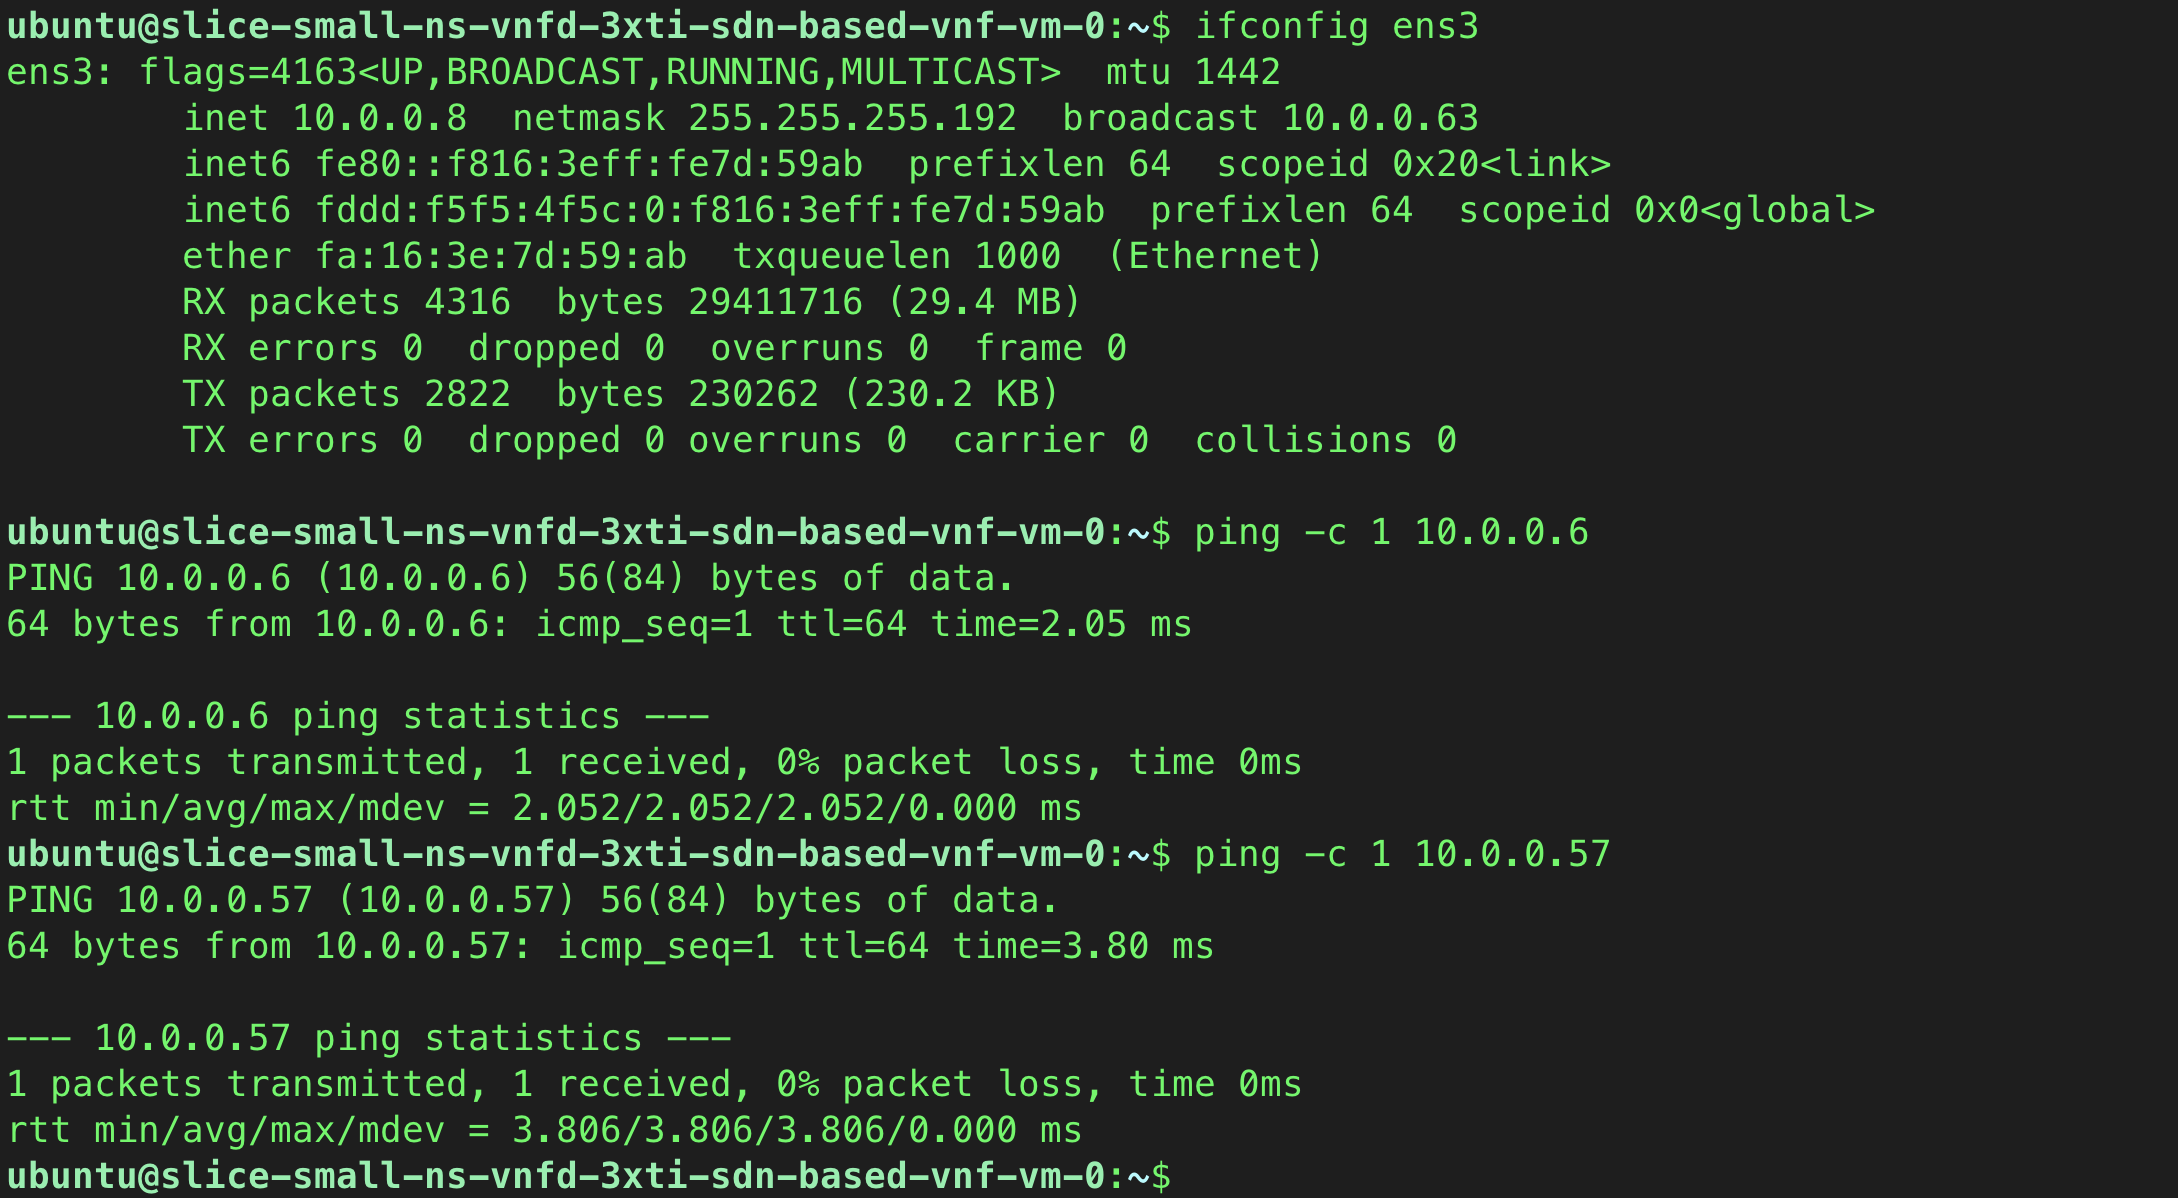 ubuntu@slice-small-ns-vnfd-3xti-sdn-based-vnf-vm-0:~$ ifconfig ens3
ens3: flags=4163<UP,BROADCAST,RUNNING,MULTICAST>  mtu 1442
        inet 10.0.0.8  netmask 255.255.255.192  broadcast 10.0.0.63
        inet6 fe80::f816:3eff:fe7d:59ab  prefixlen 64  scopeid 0x20<link>
        inet6 fddd:f5f5:4f5c:0:f816:3eff:fe7d:59ab  prefixlen 64  scopeid 0x0<global>
        ether fa:16:3e:7d:59:ab  txqueuelen 1000  (Ethernet)
        RX packets 4316  bytes 29411716 (29.4 MB)
        RX errors 0  dropped 0  overruns 0  frame 0
        TX packets 2822  bytes 230262 (230.2 KB)
        TX errors 0  dropped 0 overruns 0  carrier 0  collisions 0

ubuntu@slice-small-ns-vnfd-3xti-sdn-based-vnf-vm-0:~$ ping -c 1 10.0.0.6
PING 10.0.0.6 (10.0.0.6) 56(84) bytes of data.
64 bytes from 10.0.0.6: icmp_seq=1 ttl=64 time=2.05 ms

--- 10.0.0.6 ping statistics ---
1 packets transmitted, 1 received, 0% packet loss, time 0ms
rtt min/avg/max/mdev = 2.052/2.052/2.052/0.000 ms
ubuntu@slice-small-ns-vnfd-3xti-sdn-based-vnf-vm-0:~$ ping -c 1 10.0.0.57
PING 10.0.0.57 (10.0.0.57) 56(84) bytes of data.
64 bytes from 10.0.0.57: icmp_seq=1 ttl=64 time=3.80 ms

--- 10.0.0.57 ping statistics ---
1 packets transmitted, 1 received, 0% packet loss, time 0ms
rtt min/avg/max/mdev = 3.806/3.806/3.806/0.000 ms
ubuntu@slice-small-ns-vnfd-3xti-sdn-based-vnf-vm-0:~$